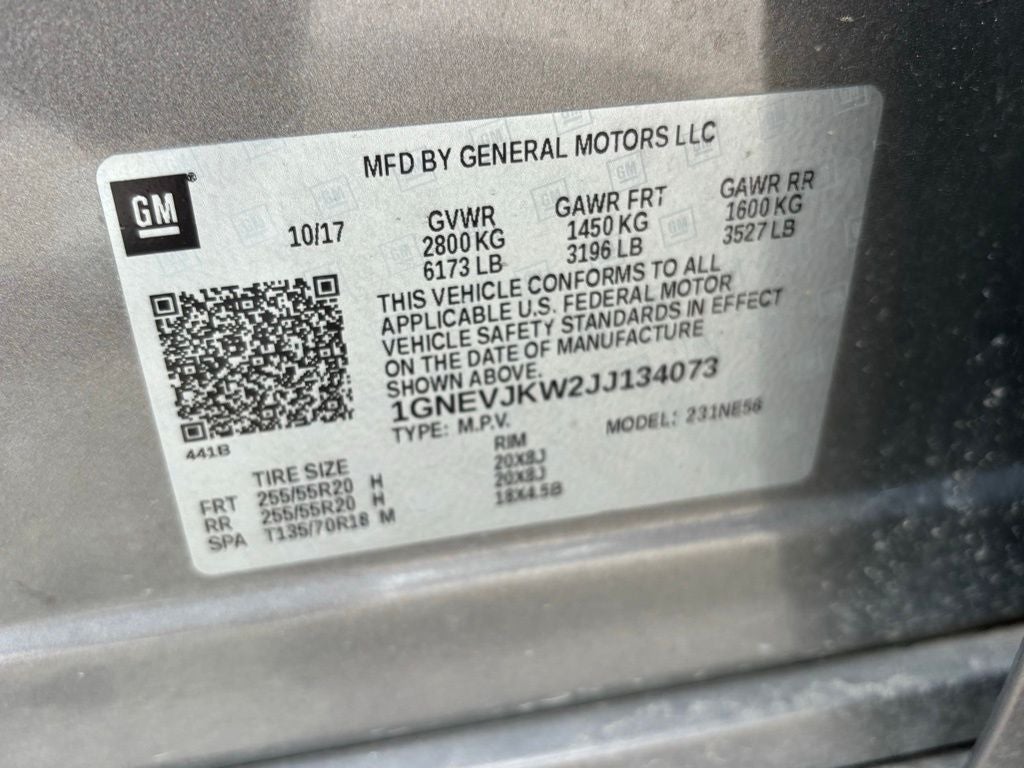 MFD BY GENERAL MOTORS LLC
GM®
10/17
GVWR GAWR FRT GAWR RR
2800 KG 1450 KG 1600 KG
6173 LB 3196 LB 3527 LB
THIS VEHICLE CONFORMS TO ALL
APPLICABLE U.S. FEDERAL MOTOR
VEHICLE SAFETY STANDARDS IN EFFECT
ON THE DATE OF MANUFACTURE
SHOWN ABOVE.
1GNEVJKW2JJ134073
TYPE: M.P.V. MODEL: 231NE56
441B
TIRE SIZE RIM
FRT 255/55R20 H 20X8J
RR 255/55R20 H 20X8J
SPA T135/70R18 M 18X4.5B